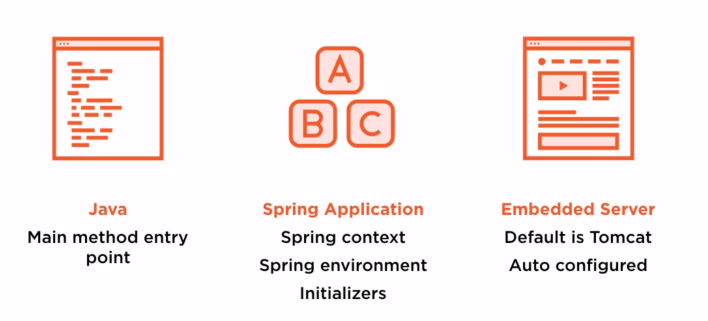 A
B
C
Java
Main method entry
point
Spring Application
Spring context
Spring environment
Initializers
Embedded Server
Default is Tomcat
Auto configured